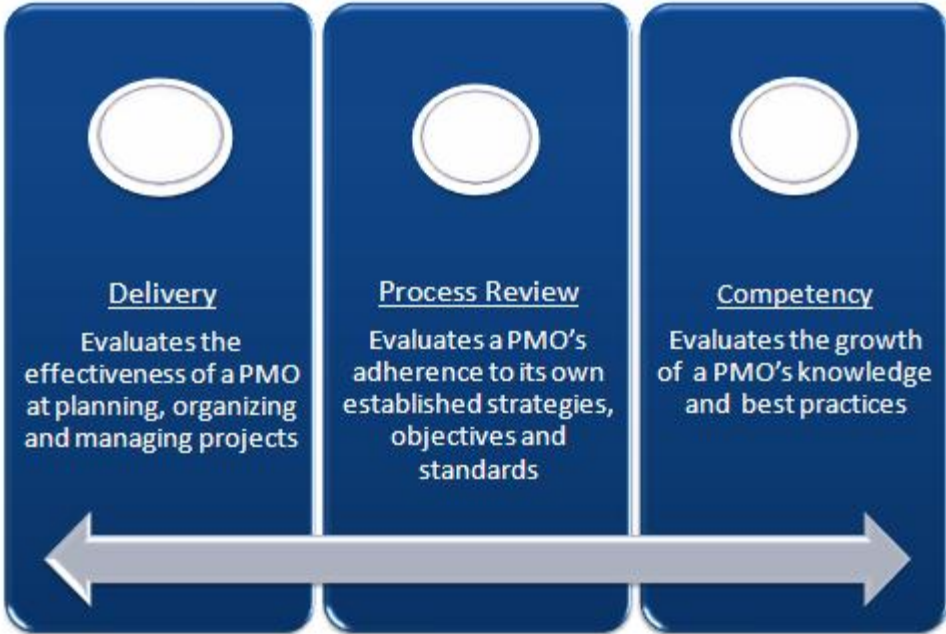 Delivery
Evaluates the
effectiveness of a PMO
at planning, organizing
and managing projects
Process Review
Evaluates a PMO’s
adherence to its own
established strategies,
objectives and
standards
Competency
Evaluates the growth
of a PMO’s knowledge
and best practices